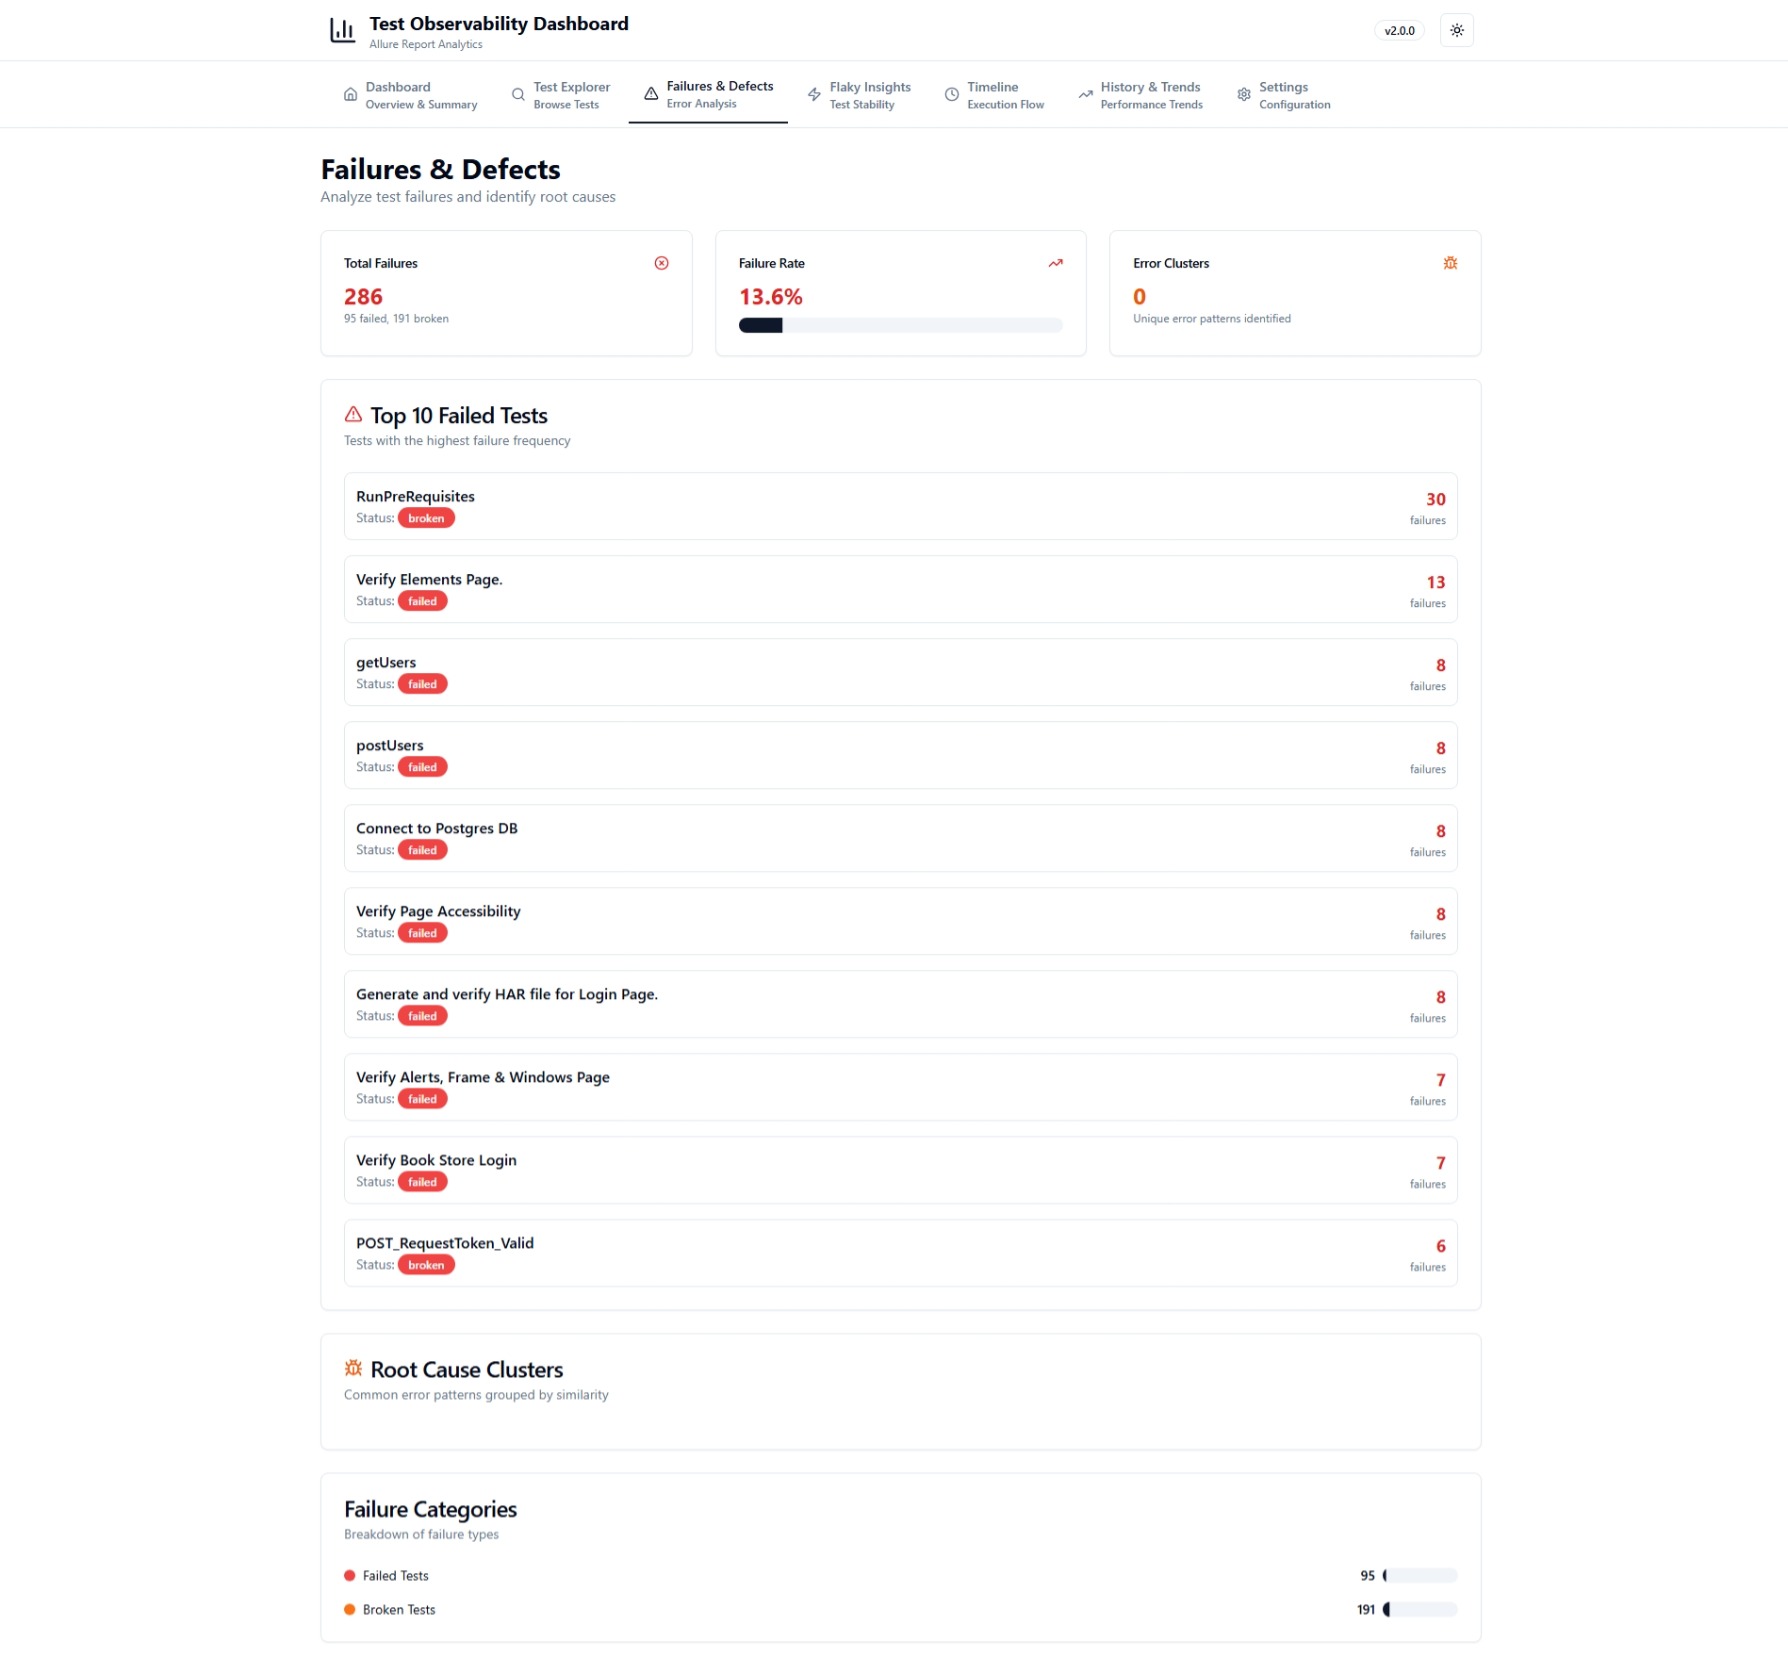 Test Observability Dashboard
Allure Report Analytics
v2.0.0
Dashboard
Overview & Summary
Test Explorer
Browse Tests
Failures & Defects
Error Analysis
Flaky Insights
Test Stability
Timeline
Execution Flow
History & Trends
Performance Trends
Settings
Configuration
Failures & Defects
Analyze test failures and identify root causes
Total Failures
286
95 failed, 191 broken
Failure Rate
13.6%
Error Clusters
0
Unique error patterns identified
Top 10 Failed Tests
Tests with the highest failure frequency
RunPreRequisites
Status: broken
30
failures
Verify Elements Page.
Status: failed
13
failures
getUsers
Status: failed
8
failures
postUsers
Status: failed
8
failures
Connect to Postgres DB
Status: failed
8
failures
Verify Page Accessibility
Status: failed
8
failures
Generate and verify HAR file for Login Page.
Status: failed
8
failures
Verify Alerts, Frame & Windows Page
Status: failed
7
failures
Verify Book Store Login
Status: failed
7
failures
POST_RequestToken_Valid
Status: broken
6
failures
Root Cause Clusters
Common error patterns grouped by similarity
Failure Categories
Breakdown of failure types
Failed Tests
95
Broken Tests
191